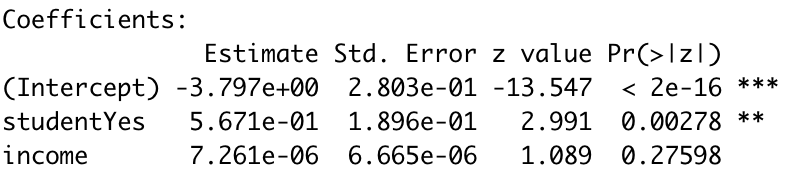 Coefficients:
Estimate Std. Error z value Pr(>|z|)
(Intercept) -3.797e+00 2.803e-01 -13.547 < 2e-16 ***
studentYes 5.671e-01 1.896e-01 2.991 0.00278 **
income 7.261e-06 6.665e-06 1.089 0.27598